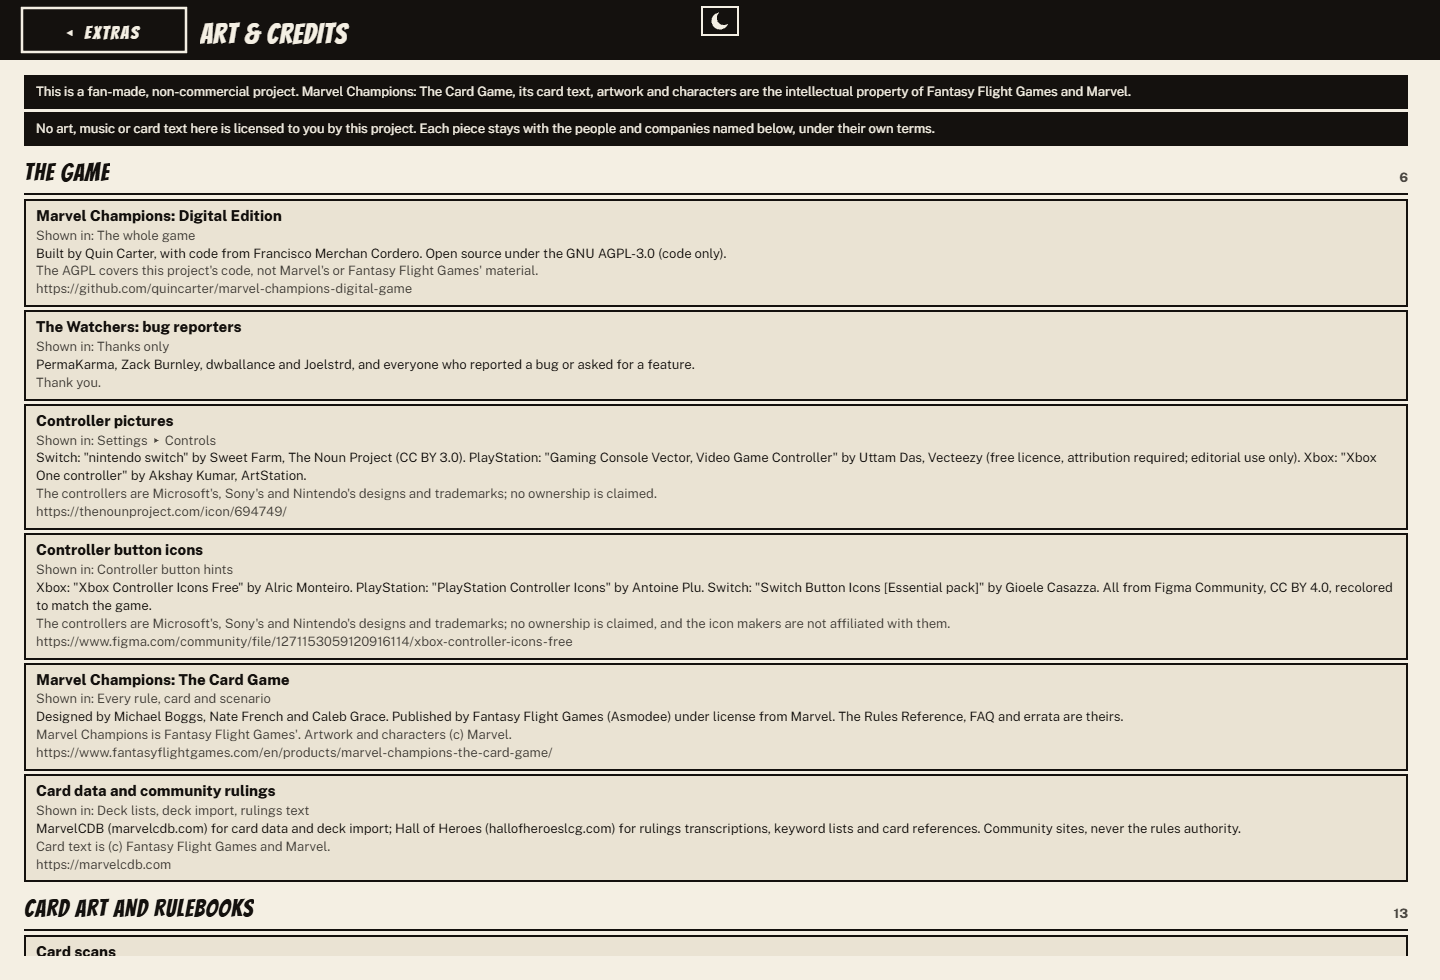 ◂ EXTRAS
ART & CREDITS
This is a fan-made, non-commercial project. Marvel Champions: The Card Game, its card text, artwork and characters are the intellectual property of Fantasy Flight Games and Marvel.
No art, music or card text here is licensed to you by this project. Each piece stays with the people and companies named below, under their own terms.
THE GAME
6
Marvel Champions: Digital Edition
Shown in: The whole game
Built by Quin Carter, with code from Francisco Merchan Cordero. Open source under the GNU AGPL-3.0 (code only).
The AGPL covers this project's code, not Marvel's or Fantasy Flight Games' material.
https://github.com/quincarter/marvel-champions-digital-game
The Watchers: bug reporters
Shown in: Thanks only
PermaKarma, Zack Burnley, dwballance and Joelstrd, and everyone who reported a bug or asked for a feature.
Thank you.
Controller pictures
Shown in: Settings ▸ Controls
Switch: "nintendo switch" by Sweet Farm, The Noun Project (CC BY 3.0). PlayStation: "Gaming Console Vector, Video Game Controller" by Uttam Das, Vecteezy (free licence, attribution required; editorial use only). Xbox: "Xbox
One controller" by Akshay Kumar, ArtStation.
The controllers are Microsoft's, Sony's and Nintendo's designs and trademarks; no ownership is claimed.
https://thenounproject.com/icon/694749/
Controller button icons
Shown in: Controller button hints
Xbox: "Xbox Controller Icons Free" by Alric Monteiro. PlayStation: "PlayStation Controller Icons" by Antoine Plu. Switch: "Switch Button Icons [Essential pack]" by Gioele Casazza. All from Figma Community, CC BY 4.0, recolored
to match the game.
The controllers are Microsoft's, Sony's and Nintendo's designs and trademarks; no ownership is claimed, and the icon makers are not affiliated with them.
https://www.figma.com/community/file/1271153059120916114/xbox-controller-icons-free
Marvel Champions: The Card Game
Shown in: Every rule, card and scenario
Designed by Michael Boggs, Nate French and Caleb Grace. Published by Fantasy Flight Games (Asmodee) under license from Marvel. The Rules Reference, FAQ and errata are theirs.
Marvel Champions is Fantasy Flight Games'. Artwork and characters (c) Marvel.
https://www.fantasyflightgames.com/en/products/marvel-champions-the-card-game/
Card data and community rulings
Shown in: Deck lists, deck import, rulings text
MarvelCDB (marvelcdb.com) for card data and deck import; Hall of Heroes (hallofheroeslcg.com) for rulings transcriptions, keyword lists and card references. Community sites, never the rules authority.
Card text is (c) Fantasy Flight Games and Marvel.
https://marvelcdb.com
CARD ART AND RULEBOOKS
13
Card scans